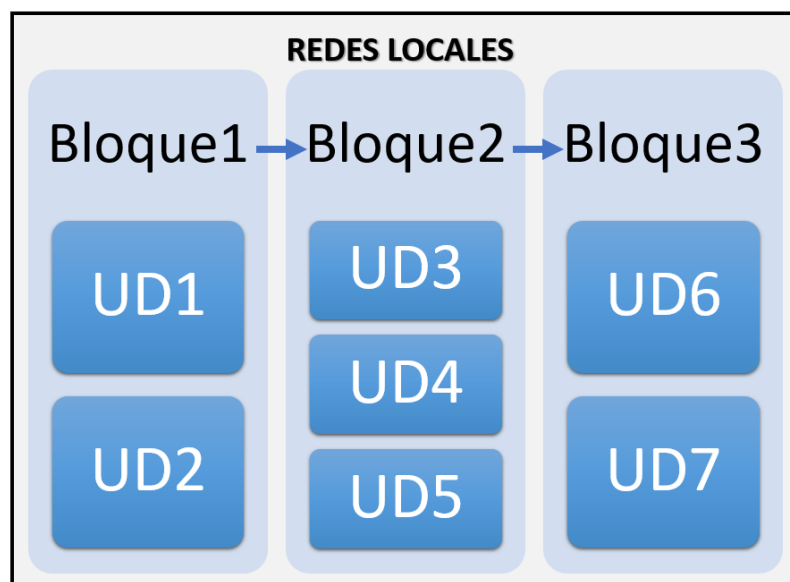 REDES LOCALES
Bloque1
UD1
UD2
Bloque2
UD3
UD4
UD5
Bloque3
UD6
UD7